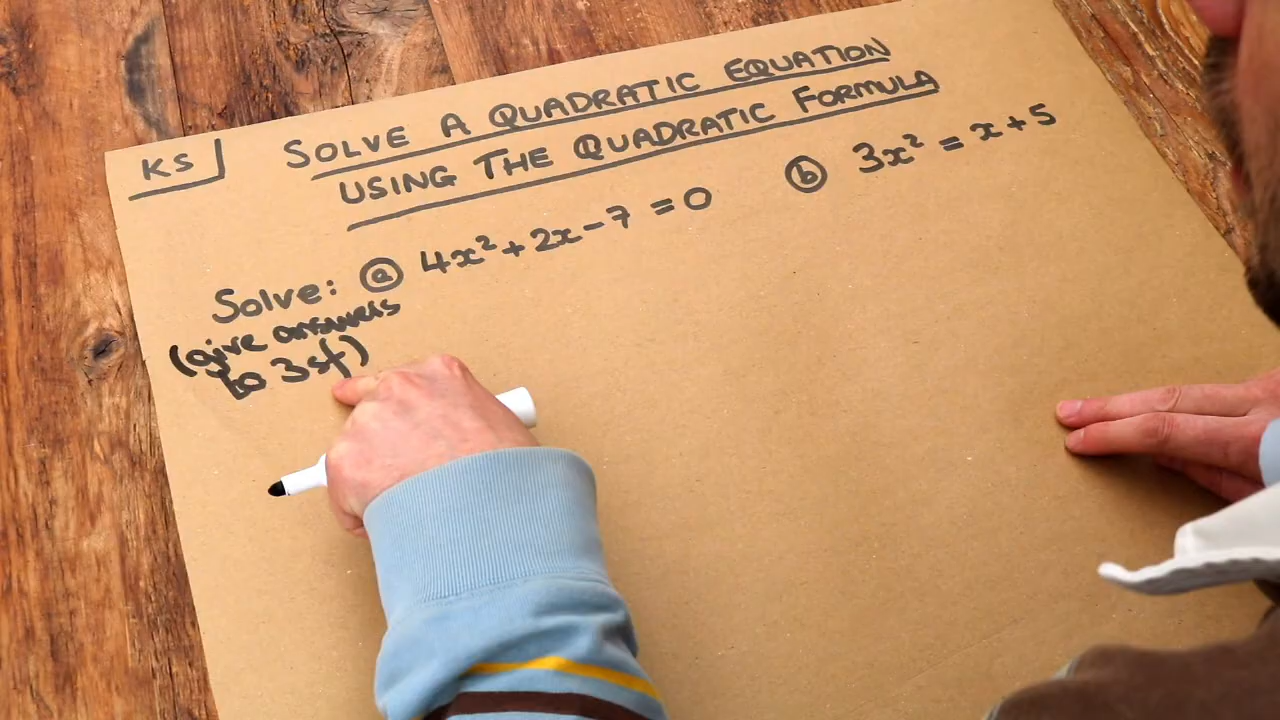 KS
SOLVE A QUADRATIC EQUATION
USING THE QUADRATIC FORMULA
Solve: ⓐ 4x² + 2x - 7 = 0 ⓑ 3x² = x + 5
(give answers
to 3sf)